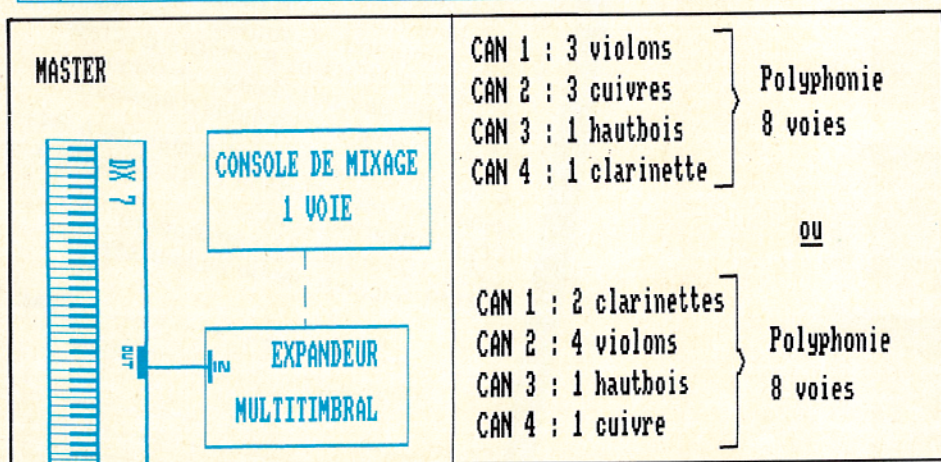 MASTER
DX 7
CONSOLE DE MIXAGE
1 VOIE
OUT
IN
EXPANDEUR
MULTITIMBRAL
CAN 1 : 3 violons
CAN 2 : 3 cuivres
CAN 3 : 1 hautbois
CAN 4 : 1 clarinette
Polyphonie
8 voies
ou
CAN 1 : 2 clarinettes
CAN 2 : 4 violons
CAN 3 : 1 hautbois
CAN 4 : 1 cuivre
Polyphonie
8 voies